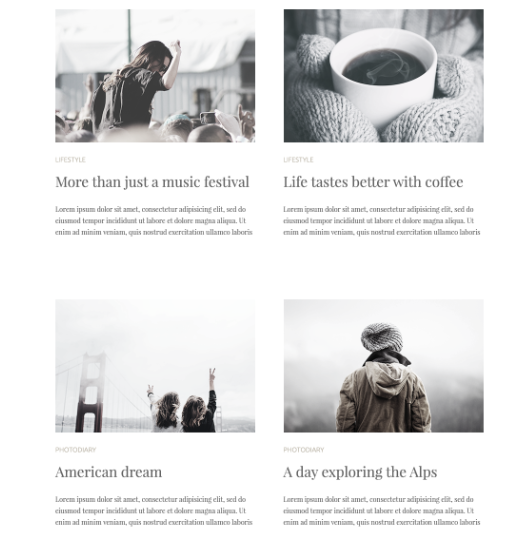 LIFESTYLE
More than just a music festival
Lorem ipsum dolor sit amet, consectetur adipisicing elit, sed do
eiusmod tempor incididunt ut labore et dolore magna aliqua. Ut
enim ad minim veniam, quis nostrud exercitation ullamco laboris
LIFESTYLE
Life tastes better with coffee
Lorem ipsum dolor sit amet, consectetur adipisicing elit, sed do
eiusmod tempor incididunt ut labore et dolore magna aliqua. Ut
enim ad minim veniam, quis nostrud exercitation ullamco laboris
PHOTODIARY
American dream
Lorem ipsum dolor sit amet, consectetur adipisicing elit, sed do
eiusmod tempor incididunt ut labore et dolore magna aliqua. Ut
enim ad minim veniam, quis nostrud exercitation ullamco laboris
PHOTODIARY
A day exploring the Alps
Lorem ipsum dolor sit amet, consectetur adipisicing elit, sed do
eiusmod tempor incididunt ut labore et dolore magna aliqua. Ut
enim ad minim veniam, quis nostrud exercitation ullamco laboris